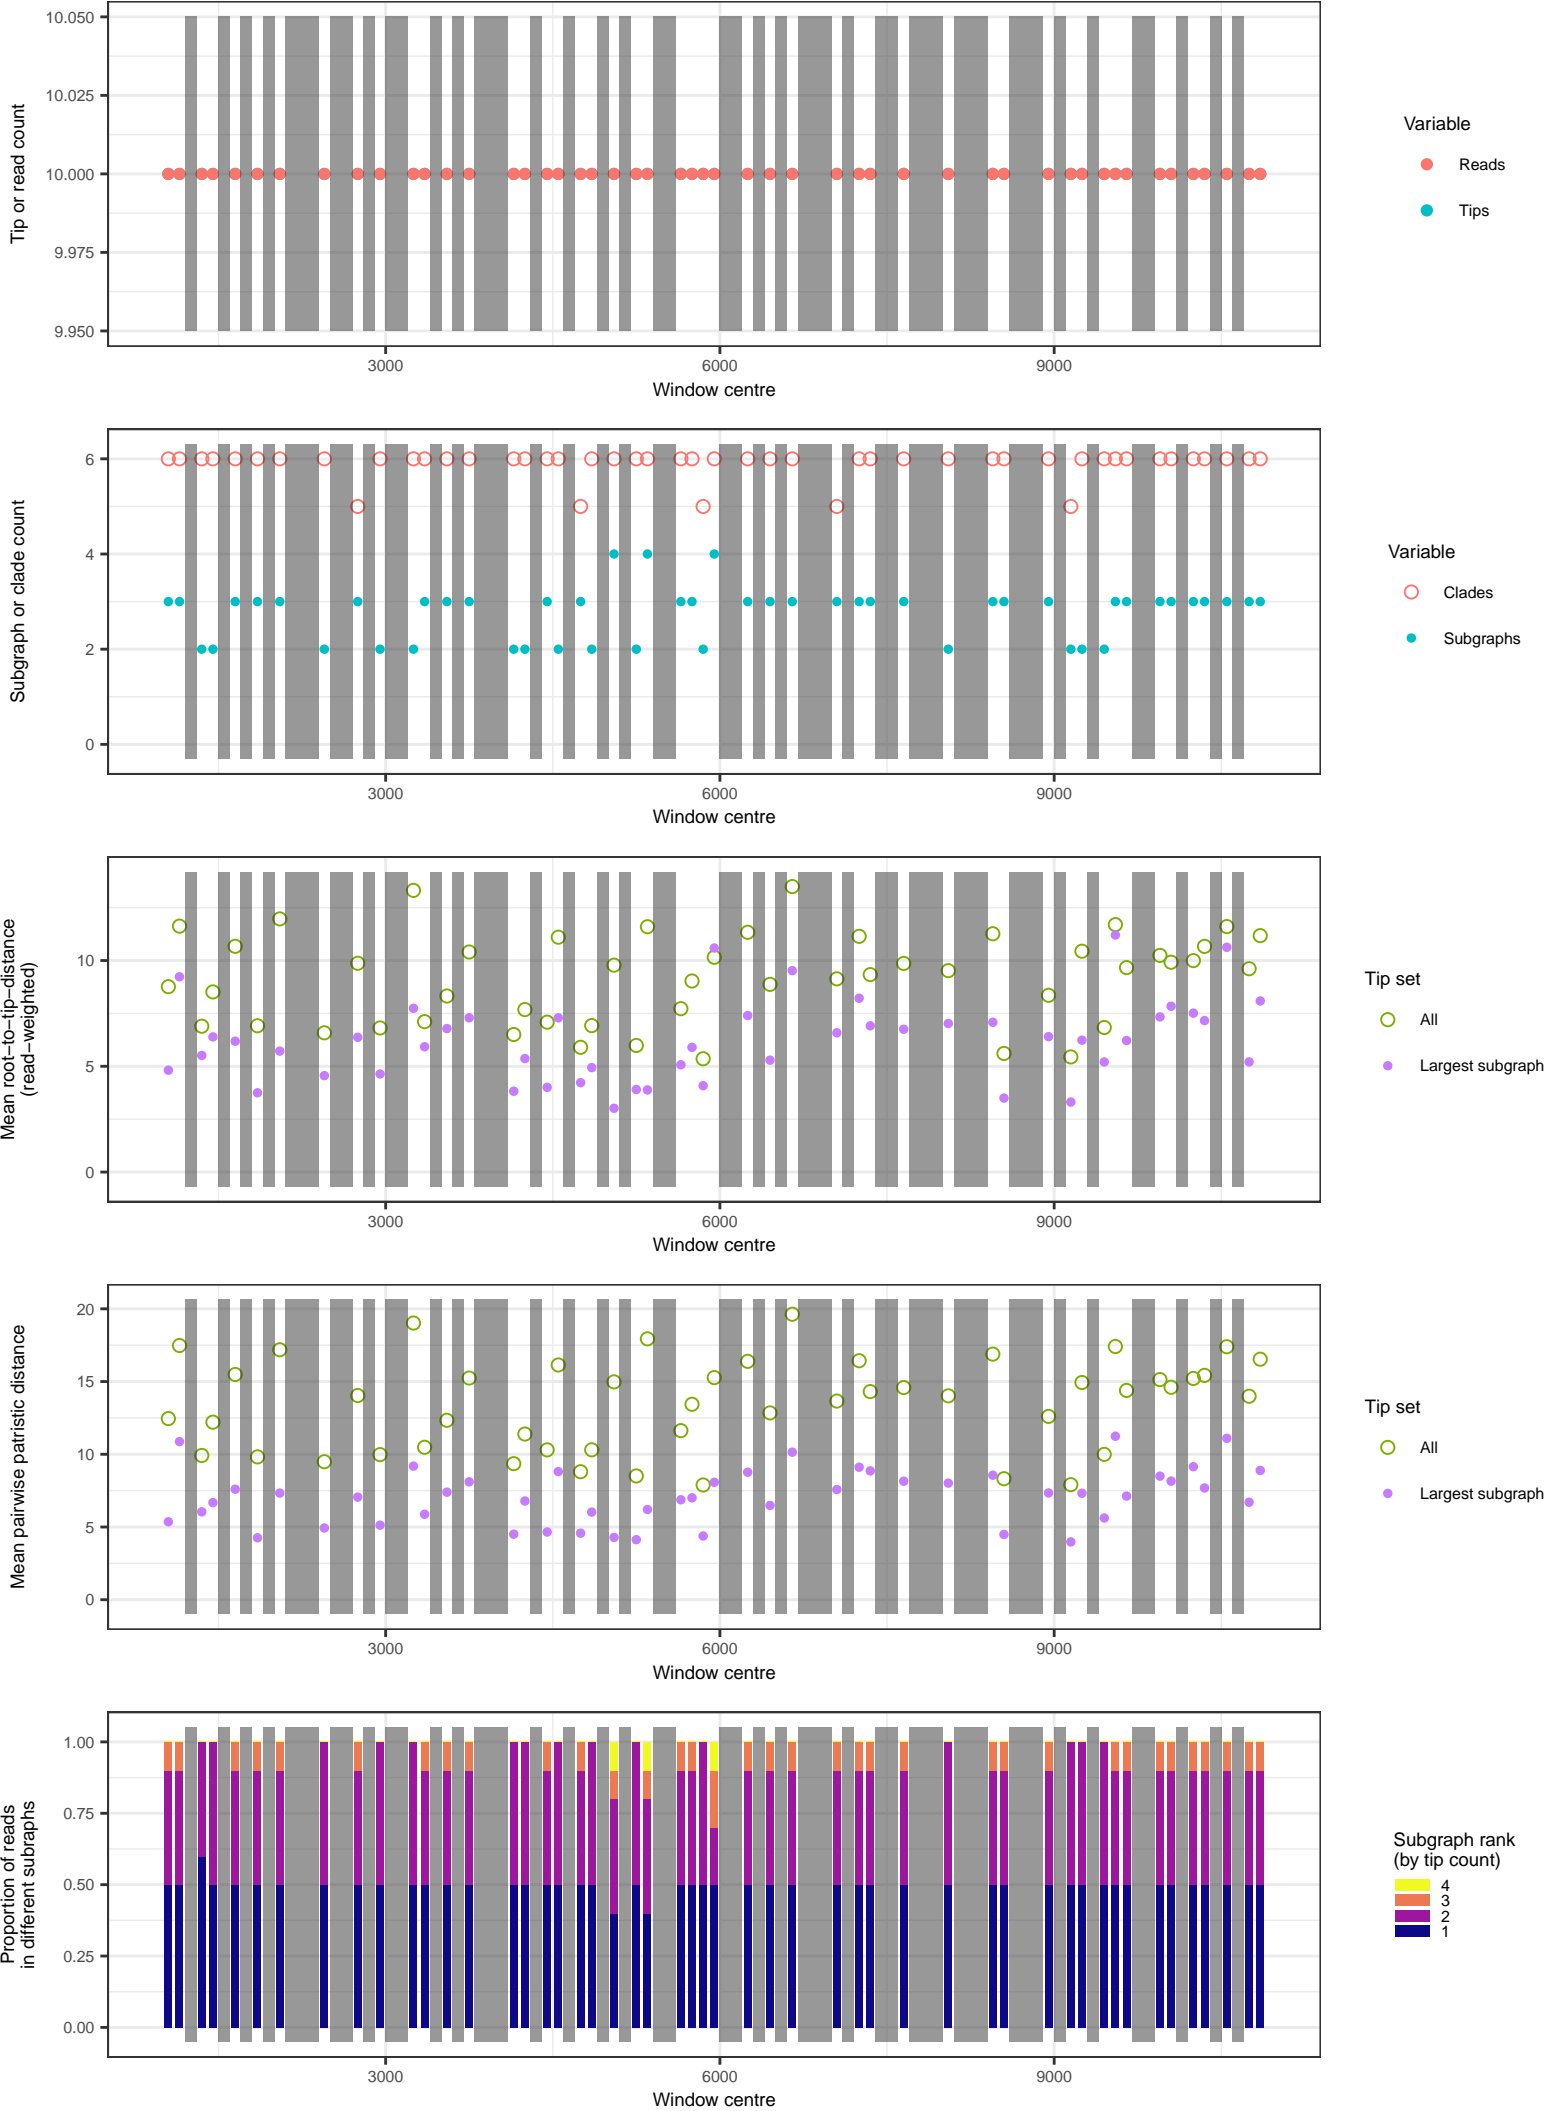 10.050
10.025
10.000
9.975
9.950
Tip or read count
3000
6000
9000
Window centre
Variable
Reads
Tips
6
4
2
0
Subgraph or clade count
3000
6000
9000
Window centre
Variable
Clades
Subgraphs
10
5
0
Mean root−to−tip−distance
(read−weighted)
3000
6000
9000
Window centre
Tip set
All
Largest subgraph
20
15
10
5
0
Mean pairwise patristic distance
3000
6000
9000
Window centre
Tip set
All
Largest subgraph
1.00
0.75
0.50
0.25
0.00
Proportion of reads
in different subraphs
3000
6000
9000
Window centre
Subgraph rank
(by tip count)
4
3
2
1